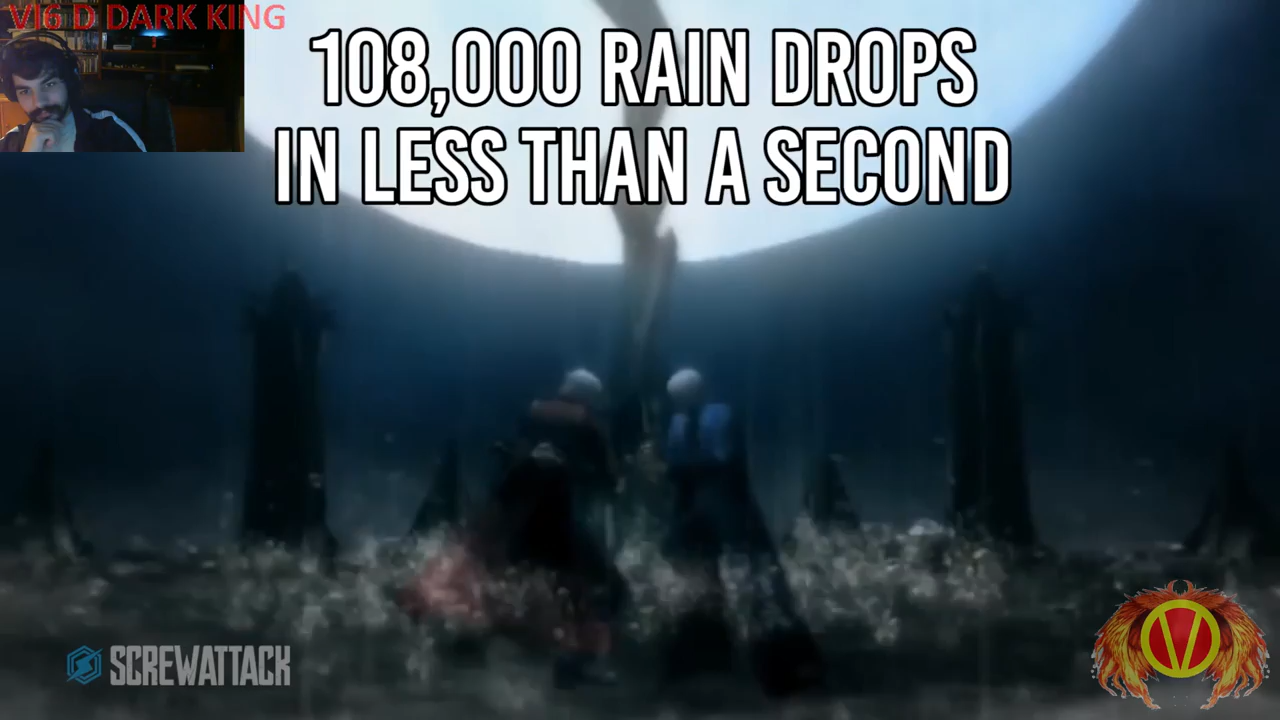 VI6 D DARK KING
108,000 RAIN DROPS
IN LESS THAN A SECOND
SCREWATTACK
V